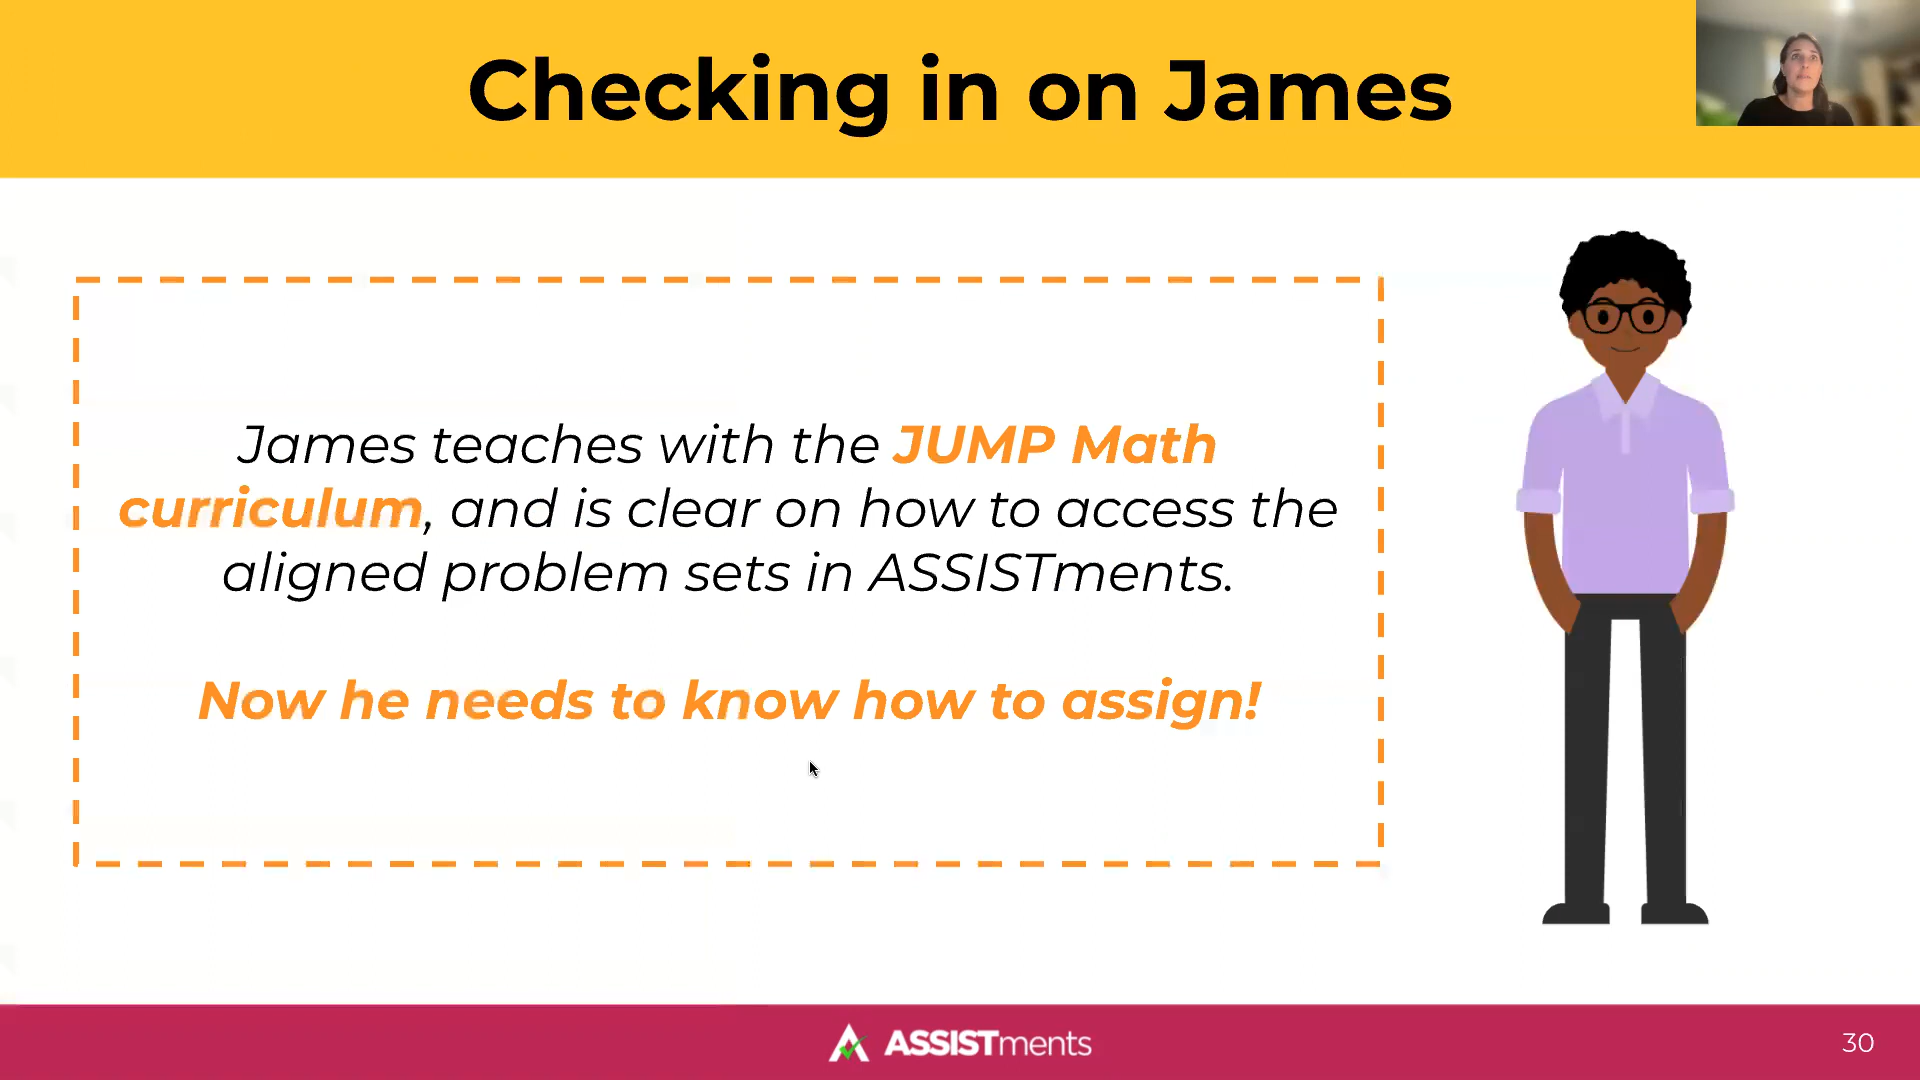 Checking in on James
James teaches with the JUMP Math
curriculum, and is clear on how to access the
aligned problem sets in ASSISTments.
Now he needs to know how to assign!
ASSISTments
30